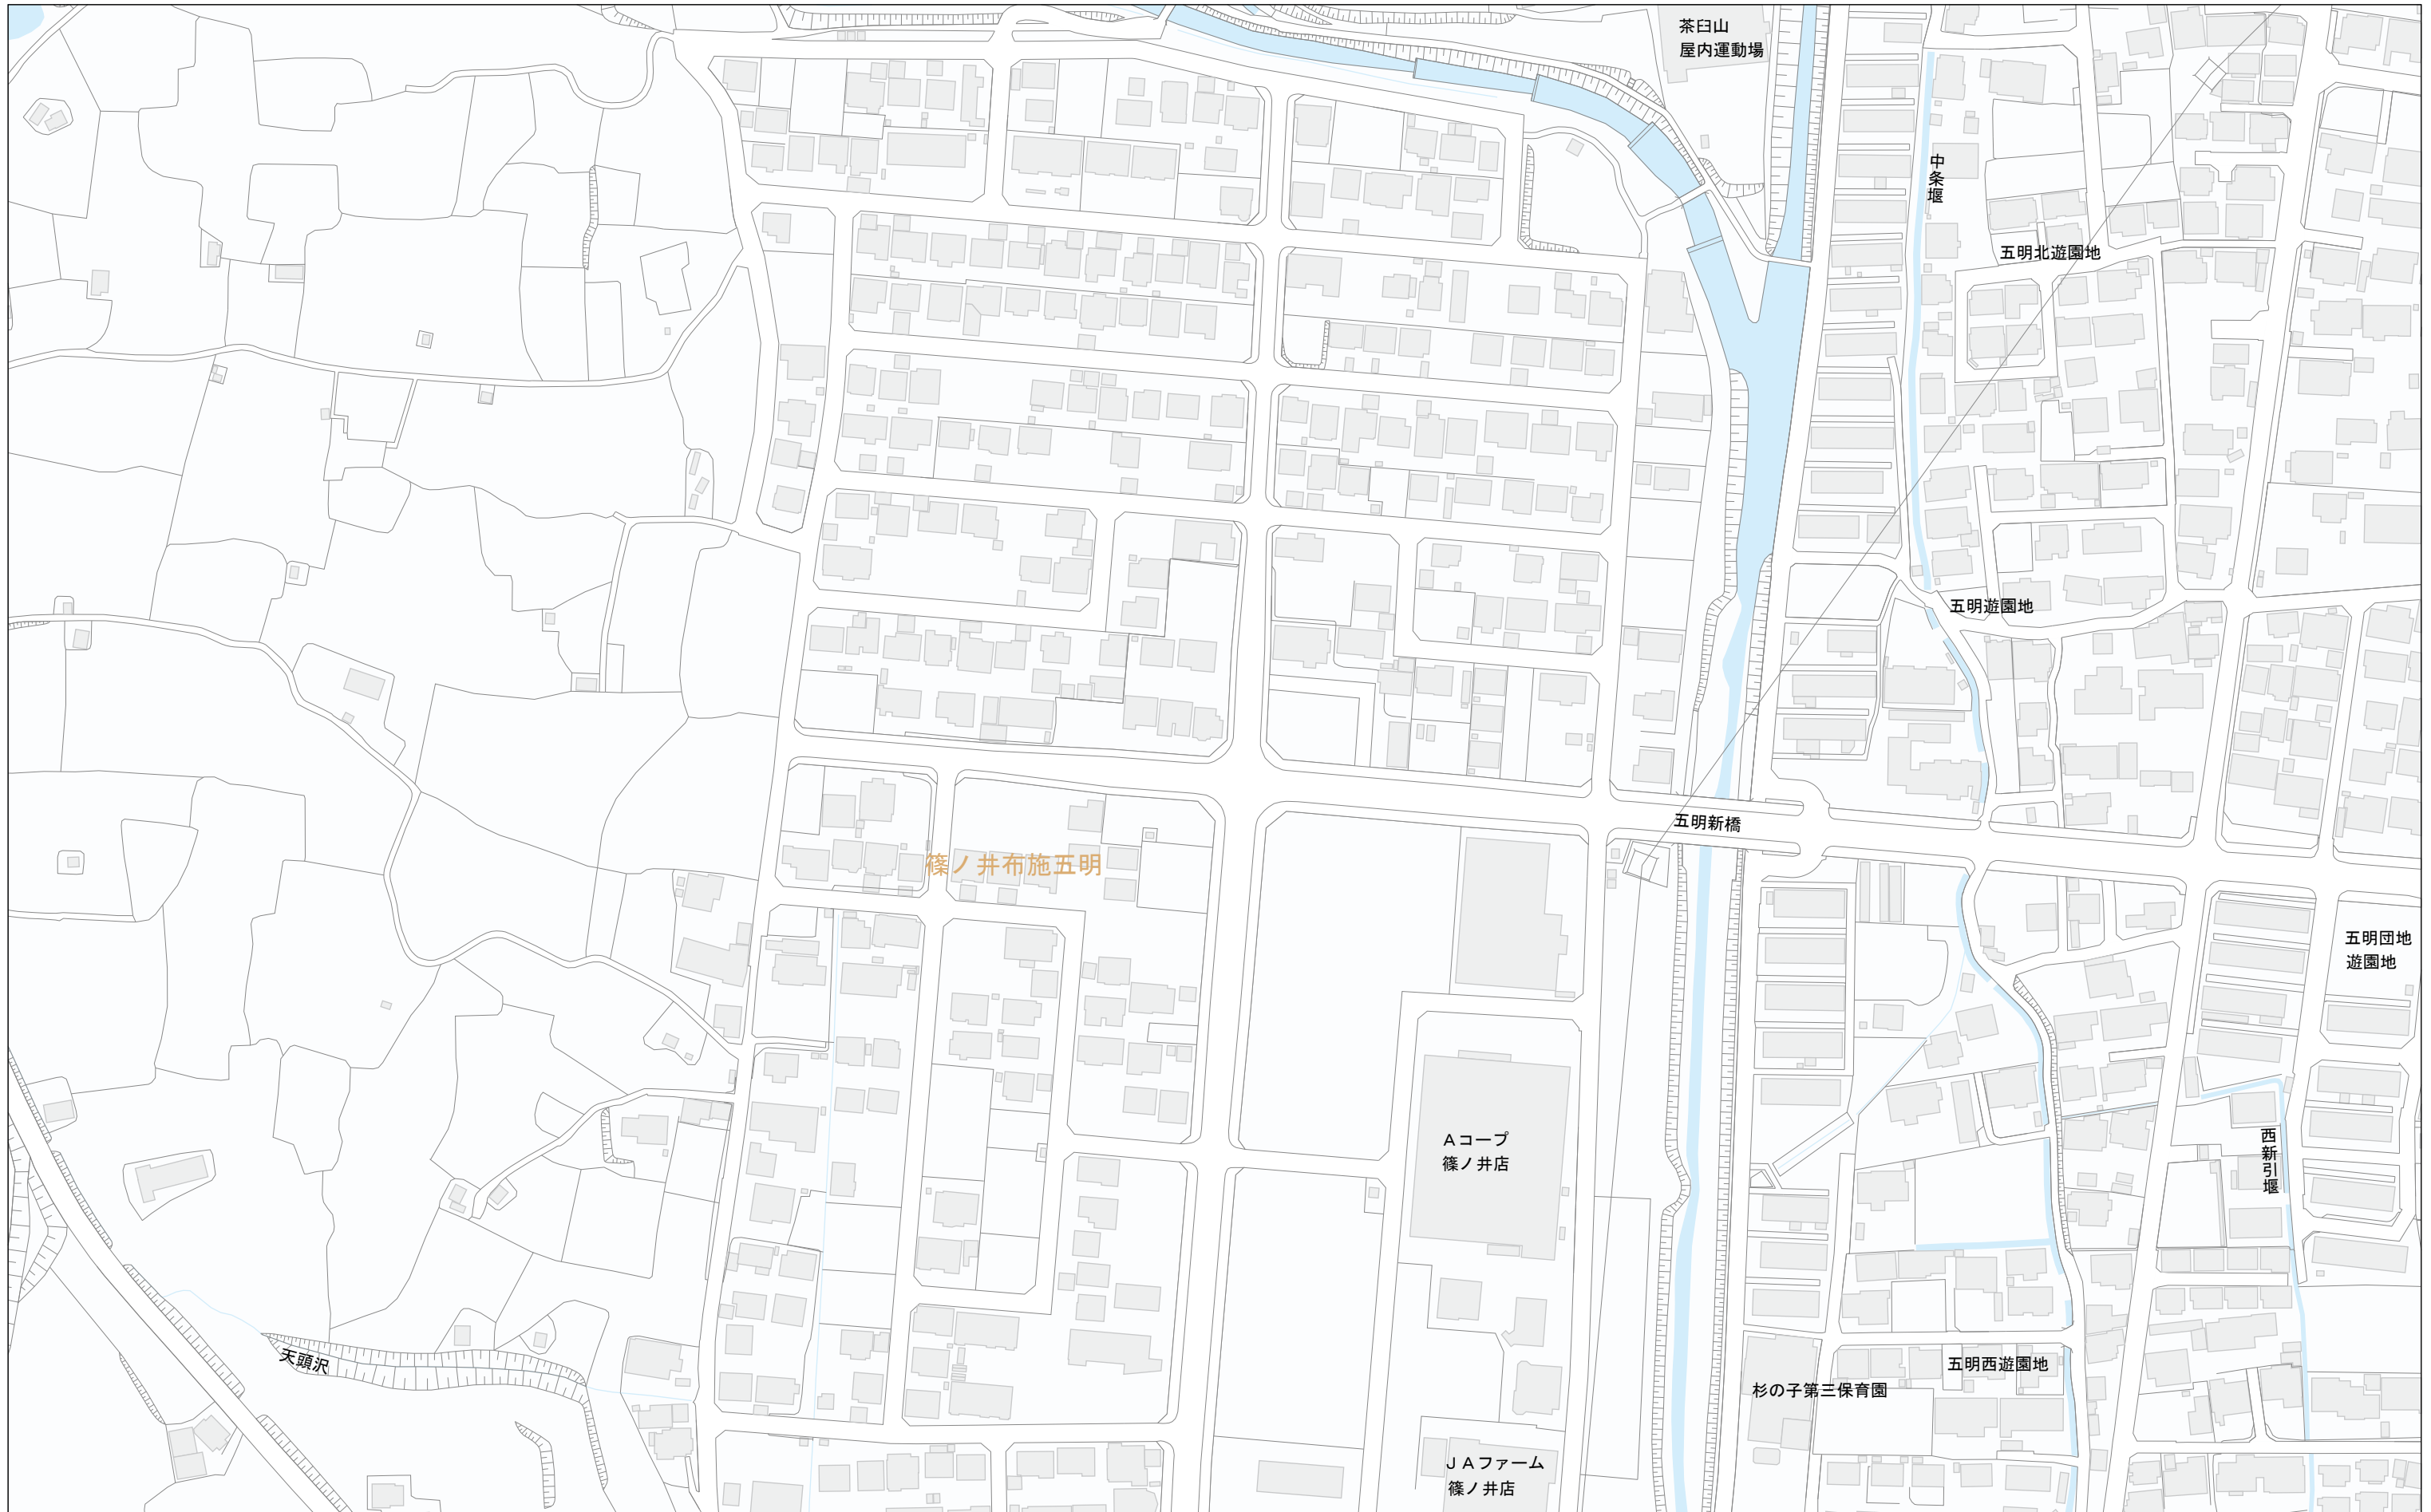 茶臼山
屋内運動場
中条堰
五明北遊園地
五明遊園地
五明新橋
篠ノ井布施五明
五明団地
遊園地
Aコープ
篠ノ井店
西新引堰
天頭沢
五明西遊園地
杉の子第三保育園
JAファーム
篠ノ井店